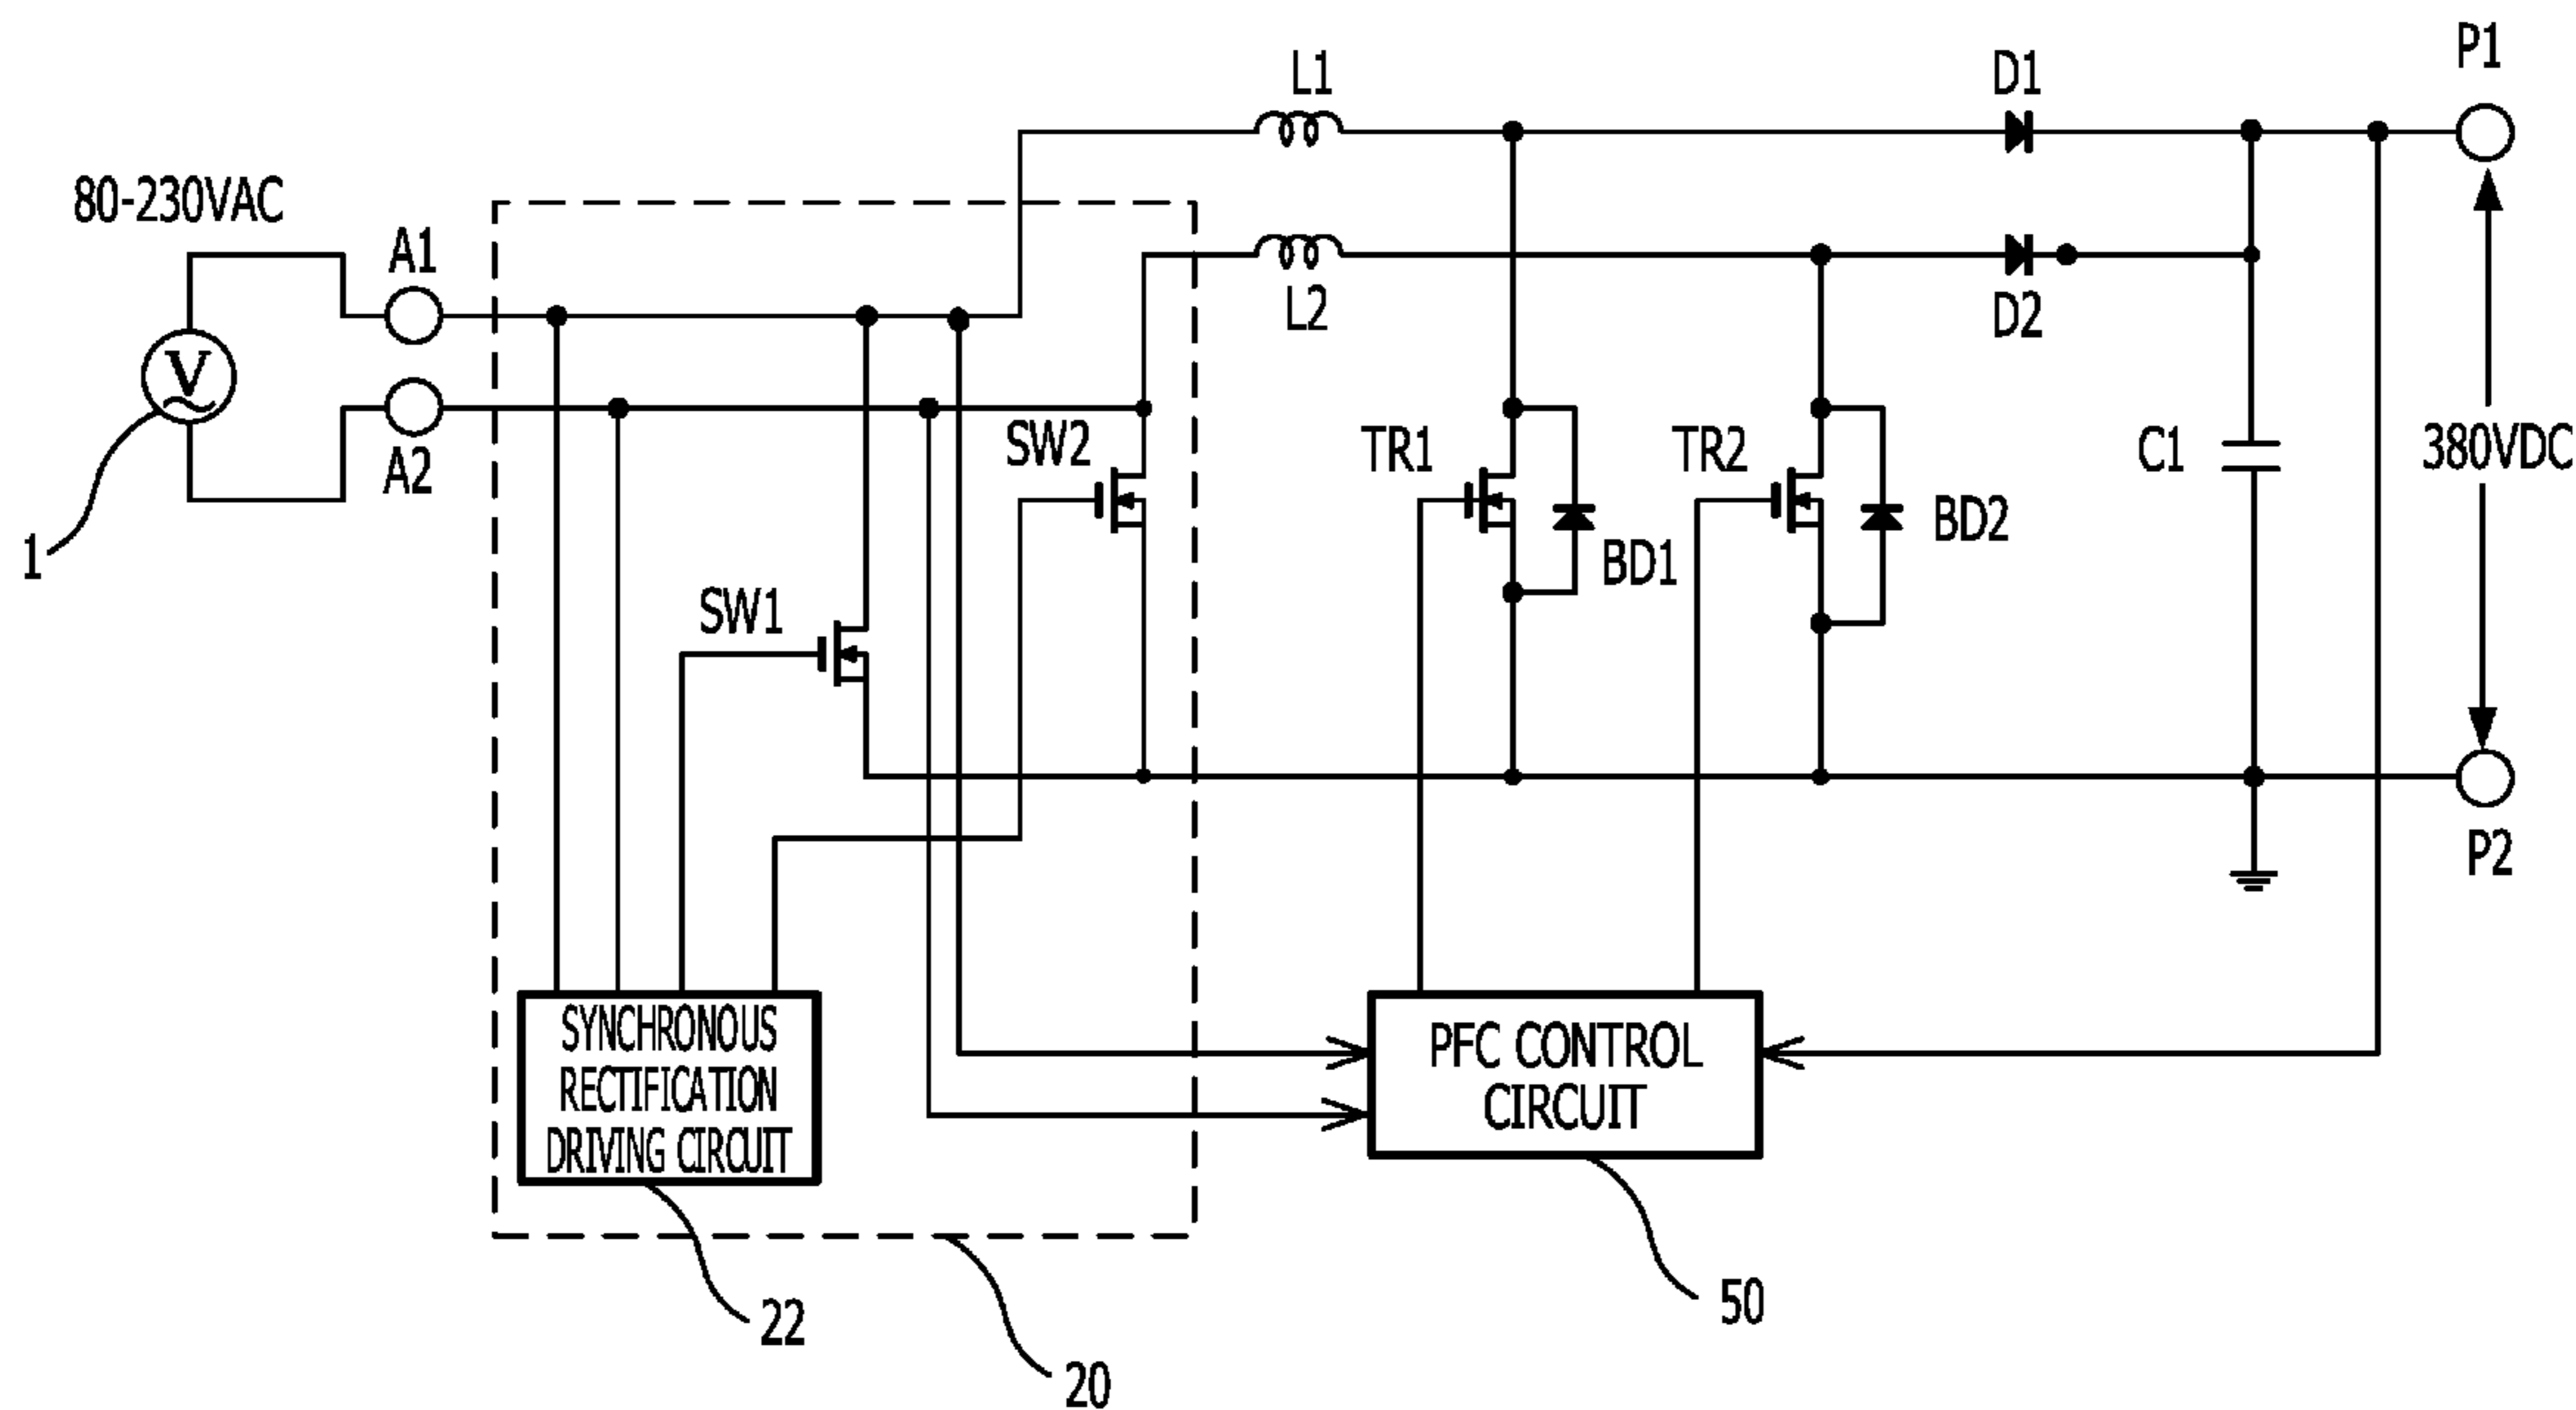 P1
L1
D1
80-230VAC
A1
L2
D2
V
A2
SW2
TR1
TR2
C1
380VDC
BD1
BD2
1
SW1
P2
SYNCHRONOUS
RECTIFICATION
DRIVING CIRCUIT
PFC CONTROL
CIRCUIT
22
50
20